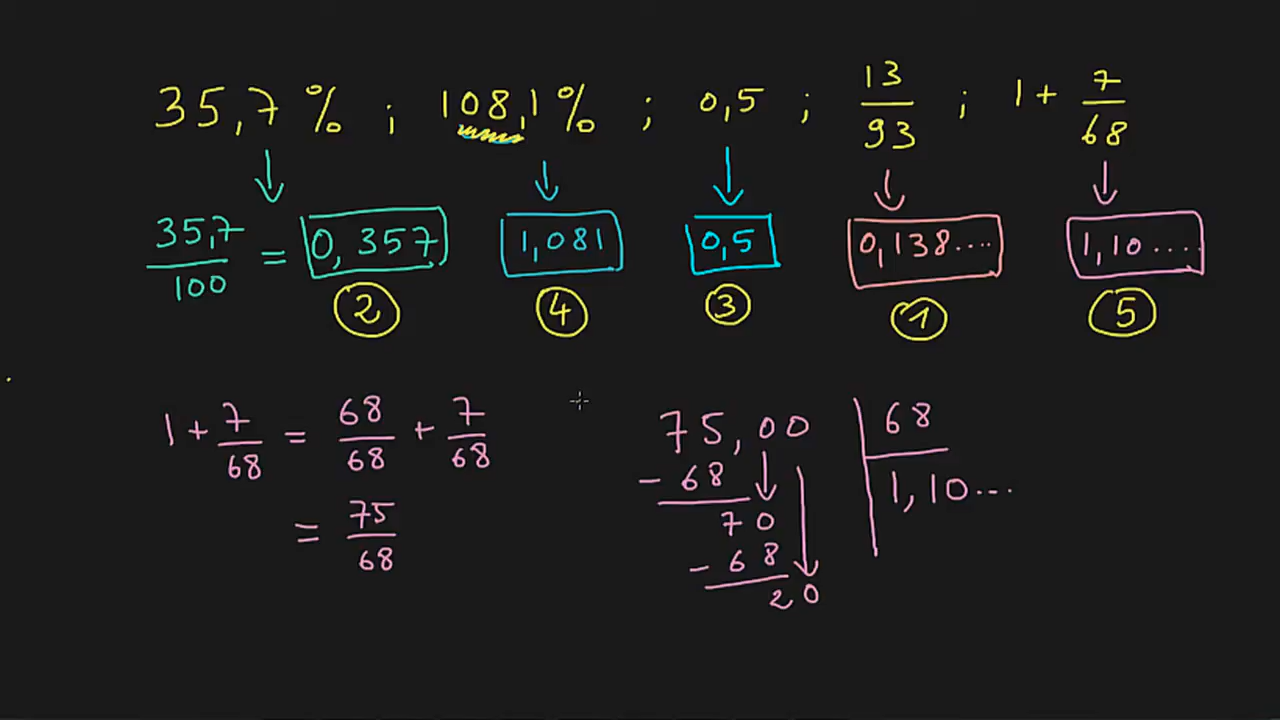 35,7% ; 108,1% ; 0,5 ; 13/93 ; 1 + 7/68
35,7/100 = 0,357 1,081 0,5 0,138.... 1,10....
2 4 3 1 5
1 + 7/68 = 68/68 + 7/68
= 75/68
75,00 68
- 68 1,10...
70
- 68
20